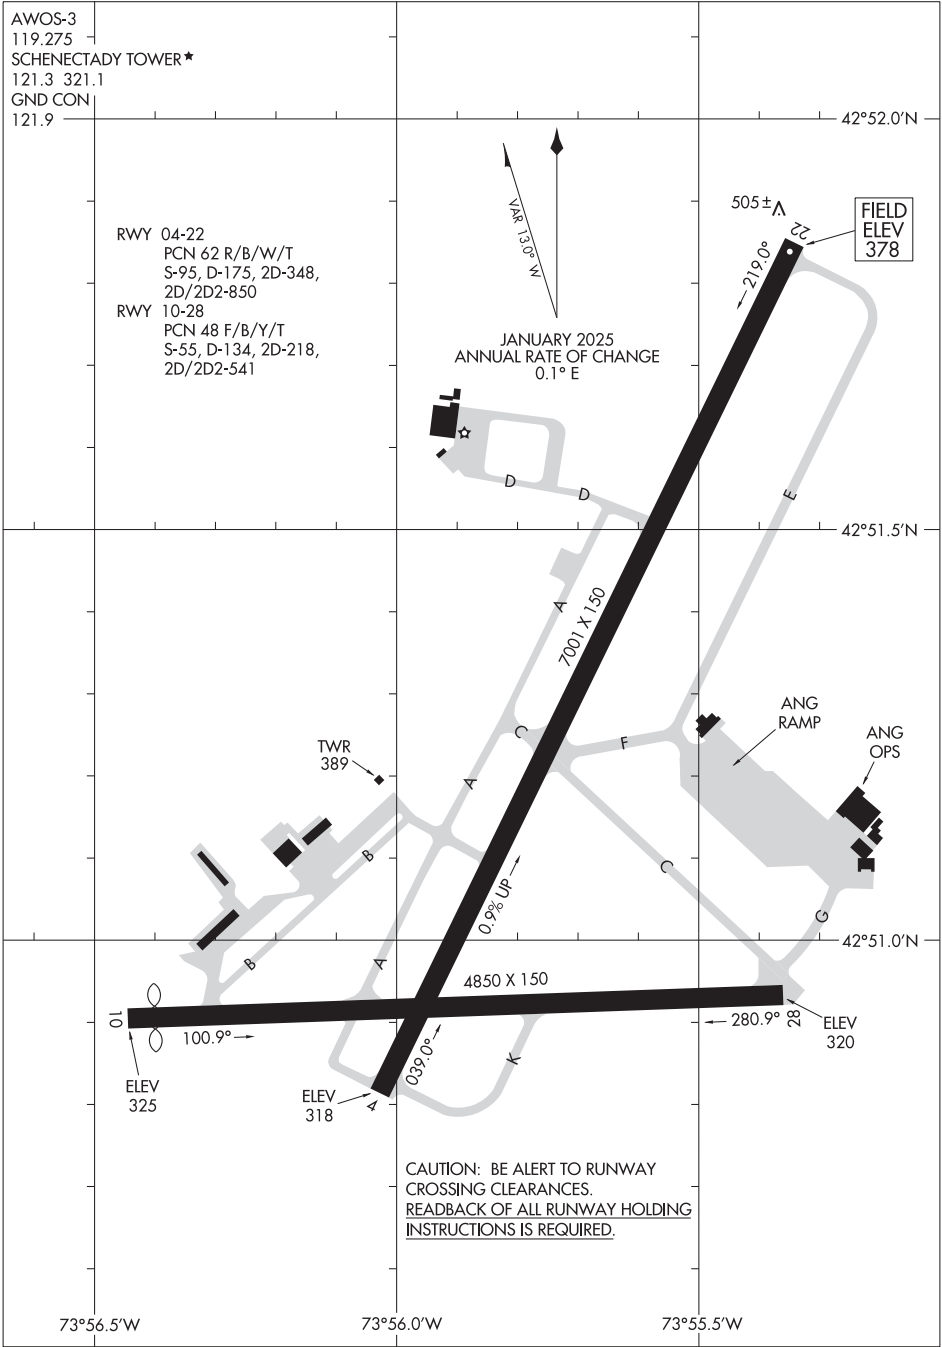 AWOS-3
119.275
SCHENECTADY TOWER★
121.3 321.1
GND CON
121.9
42°52.0'N
VAR 13.0° W
505±
22
FIELD
ELEV
378
219.0°
RWY 04-22
PCN 62 R/B/W/T
S-95, D-175, 2D-348,
2D/2D2-850
RWY 10-28
PCN 48 F/B/Y/T
S-55, D-134, 2D-218,
2D/2D2-541
JANUARY 2025
ANNUAL RATE OF CHANGE
0.1° E
D
D
E
42°51.5'N
A
7001 X 150
ANG
RAMP
C
F
ANG
OPS
TWR
389
A
B
C
0.9% UP
G
42°51.0'N
B
A
4850 X 150
10
100.9°
280.9°
28
ELEV
320
039.0°
K
ELEV
325
ELEV
318
4
CAUTION: BE ALERT TO RUNWAY
CROSSING CLEARANCES.
READBACK OF ALL RUNWAY HOLDING
INSTRUCTIONS IS REQUIRED.
73°56.5'W
73°56.0'W
73°55.5'W